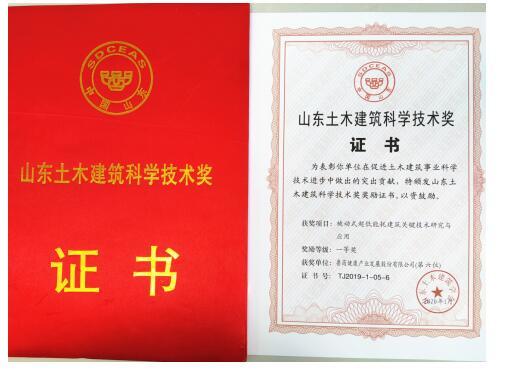 SDCEAS
中国山东
山东土木建筑科学技术奖
证书
山东土木建筑科学技术奖
证书
为表彰你单位在促进土木建筑事业科学
技术进步中做出的突出贡献，特颁发山东土
木建筑科学技术奖奖励证书，以资鼓励。
获奖项目：被动式超低能耗建筑关键技术研究与
应用
奖励等级：一等奖
获奖单位：鲁商健康产业发展股份有限公司(第六位)
证书号：TJ2019-1-05-6
2020年1月